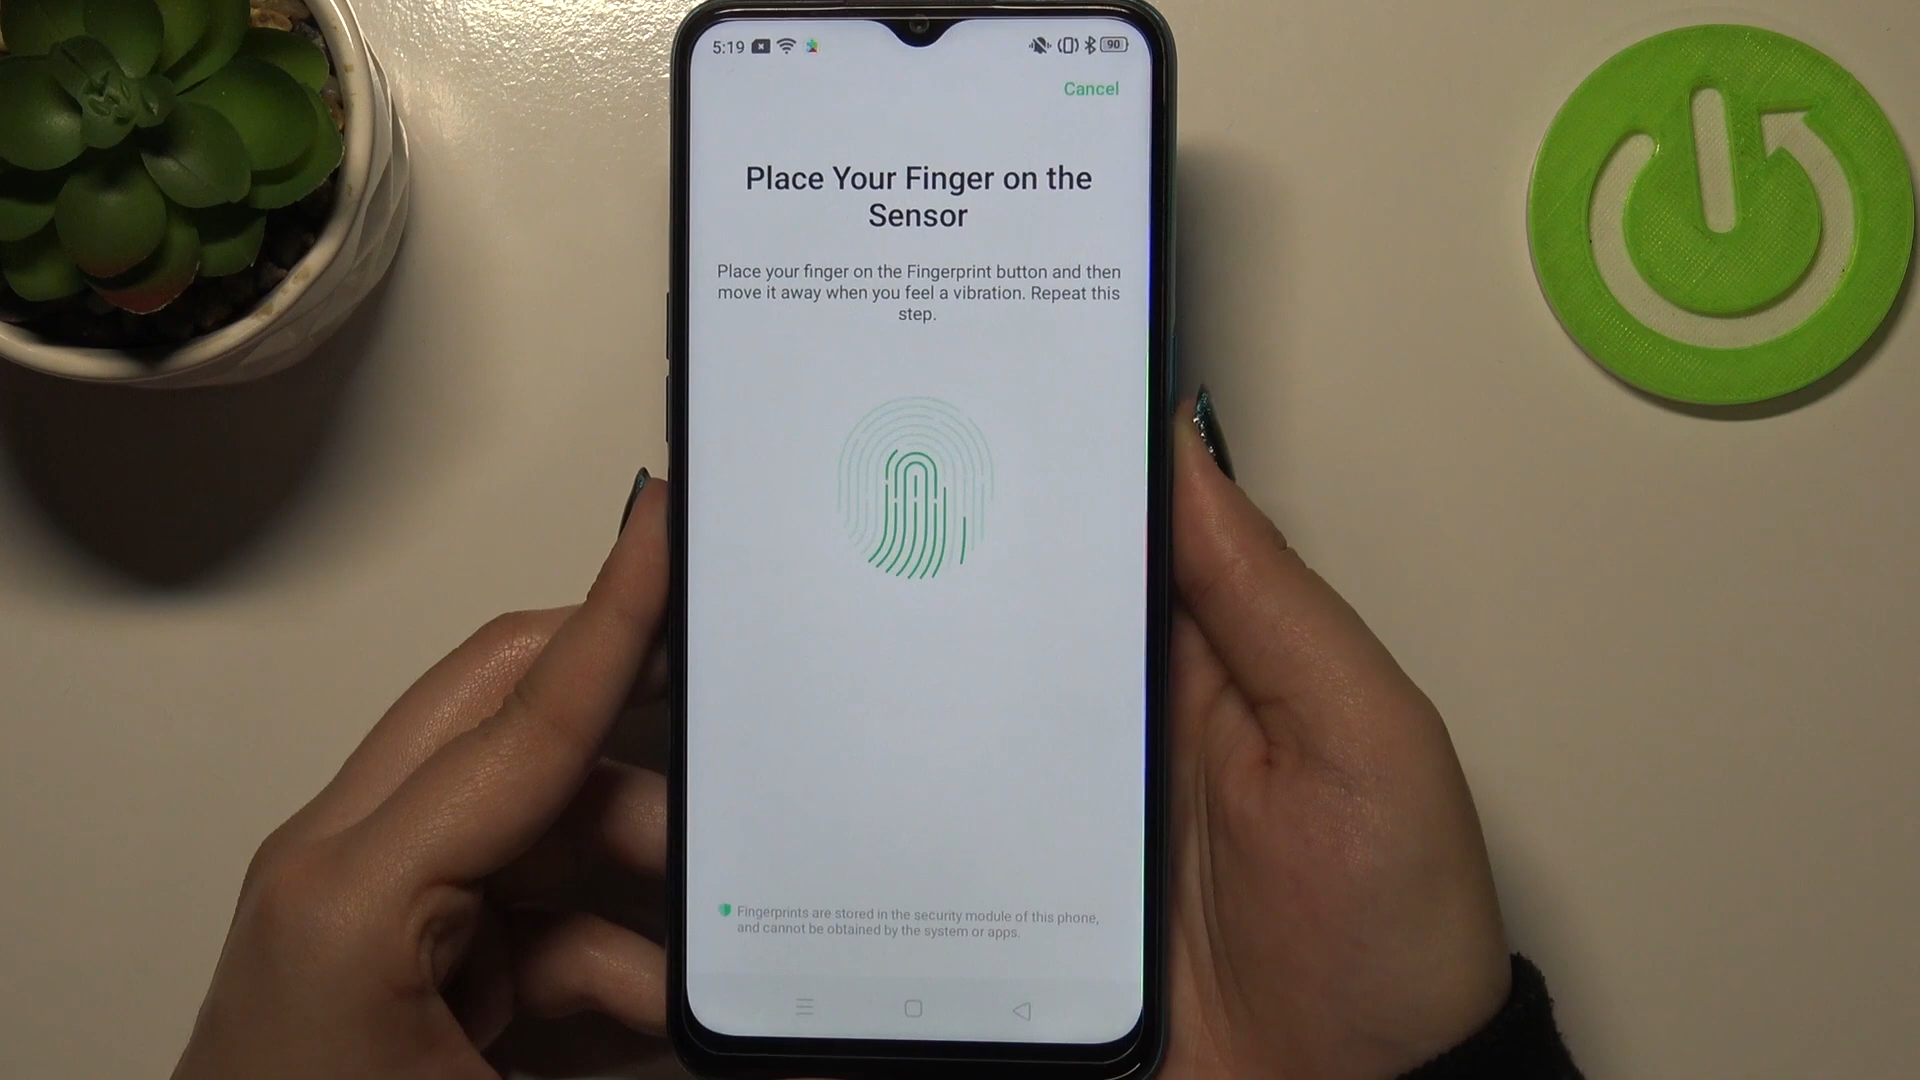 5:19
90
Cancel
Place Your Finger on the
Sensor
Place your finger on the Fingerprint button and then
move it away when you feel a vibration. Repeat this
step.
Fingerprints are stored in the security module of this phone,
and cannot be obtained by the system or apps.